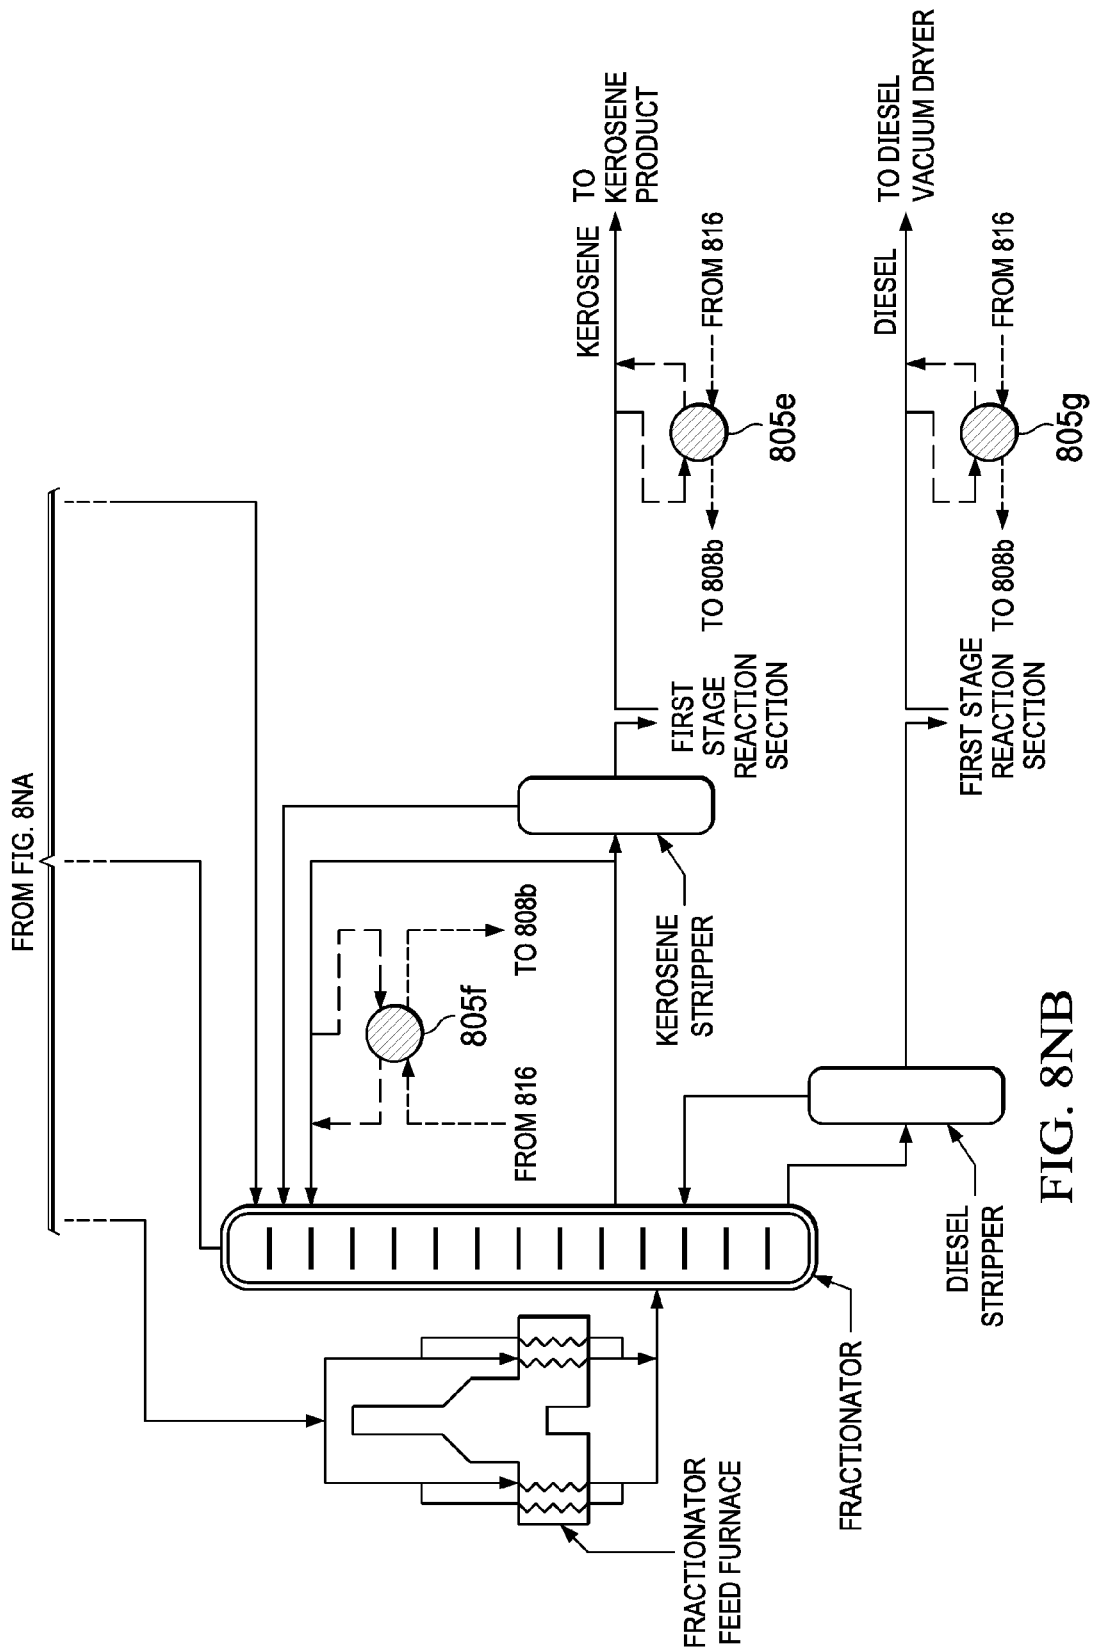 FROM FIG. 8NA
TO 808b
805f
FROM 816
KEROSENE
TO
KEROSENE
PRODUCT
FROM 816
805e
TO 808b
FIRST
STAGE
REACTION
SECTION
KEROSENE
STRIPPER
DIESEL
TO DIESEL
VACUUM DRYER
FROM 816
805g
TO 808b
FIRST STAGE
REACTION
SECTION
DIESEL
STRIPPER
FRACTIONATOR
FRACTIONATOR
FEED FURNACE
FIG. 8NB